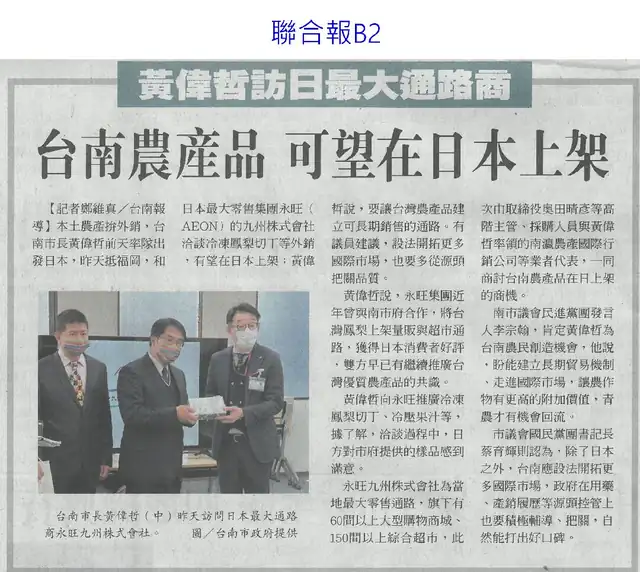 聯合報B2
黃偉哲訪日最大通路商
台南農產品 可望在日本上架
【記者鄭維真／台南報
導】本土農產拚外銷，台
南市長黃偉哲前天率隊出
發日本，昨天抵福岡，和
日本最大零售集團永旺（
AEON）的九州株式會社
洽談冷凍鳳梨切丁等外銷
，有望在日本上架；黃偉
哲說，要讓台灣農產品建
立可長期銷售的通路。有
議員建議，設法開拓更多
國際市場，也要多從源頭
把關品質。
黃偉哲說，永旺集團近
年曾與南市府合作，將台
灣鳳梨上架量販與超市通
路，獲得日本消費者好評
，雙方早已有繼續推廣台
灣優質農產品的共識。
黃偉哲向永旺推廣冷凍
鳳梨切丁、冷壓果汁等，
據了解，洽談過程中，日
方對市府提供的樣品感到
滿意。
永旺九州株式會社為當
地最大零售通路，旗下有
60間以上大型購物商城、
150間以上綜合超市，此
次由取締役奧田晴彥等高
階主管、採購人員與黃偉
哲率領的南瀛農產國際行
銷公司等業者代表，一同
商討台南農產品在日上架
的商機。
南市議會民進黨團發言
人李宗翰，肯定黃偉哲為
台南農民創造機會，他說
，盼能建立長期貿易機制
、走進國際市場，讓農作
物有更高的附加價值，青
農才有機會回流。
市議會國民黨團書記長
蔡育輝則認為，除了日本
之外，台南應設法開拓更
多國際市場，政府在用藥
、產銷履歷等源頭控管上
也要積極輔導、把關，自
然能打出好口碑。
台南市長黃偉哲（中）昨天訪問日本最大通路
商永旺九州株式會社。 圖／台南市政府提供